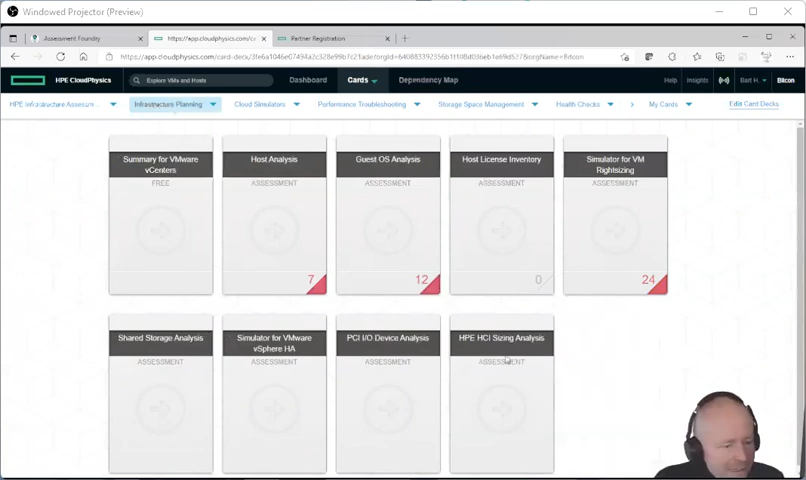 Windowed Projector (Preview)
Assessment Foundry
https://app.cloudphysics.com/car
Partner Registration
HPE CloudPhysics
Explore VMs and Hosts
Dashboard
Cards
Dependency Map
Help
Insights
Bart H.
Bitcon
HPE Infrastructure Assessm...
Infrastructure Planning
Cloud Simulators
Performance Troubleshooting
Storage Space Management
Health Checks
My Cards
Edit Card Decks
Summary for VMware
vCenters
FREE
Host Analysis
ASSESSMENT
7
Guest OS Analysis
ASSESSMENT
12
Host License Inventory
ASSESSMENT
0
Simulator for VM
Rightsizing
ASSESSMENT
24
Shared Storage Analysis
ASSESSMENT
Simulator for VMware
vSphere HA
ASSESSMENT
PCI I/O Device Analysis
ASSESSMENT
HPE HCI Sizing Analysis
ASSESSMENT